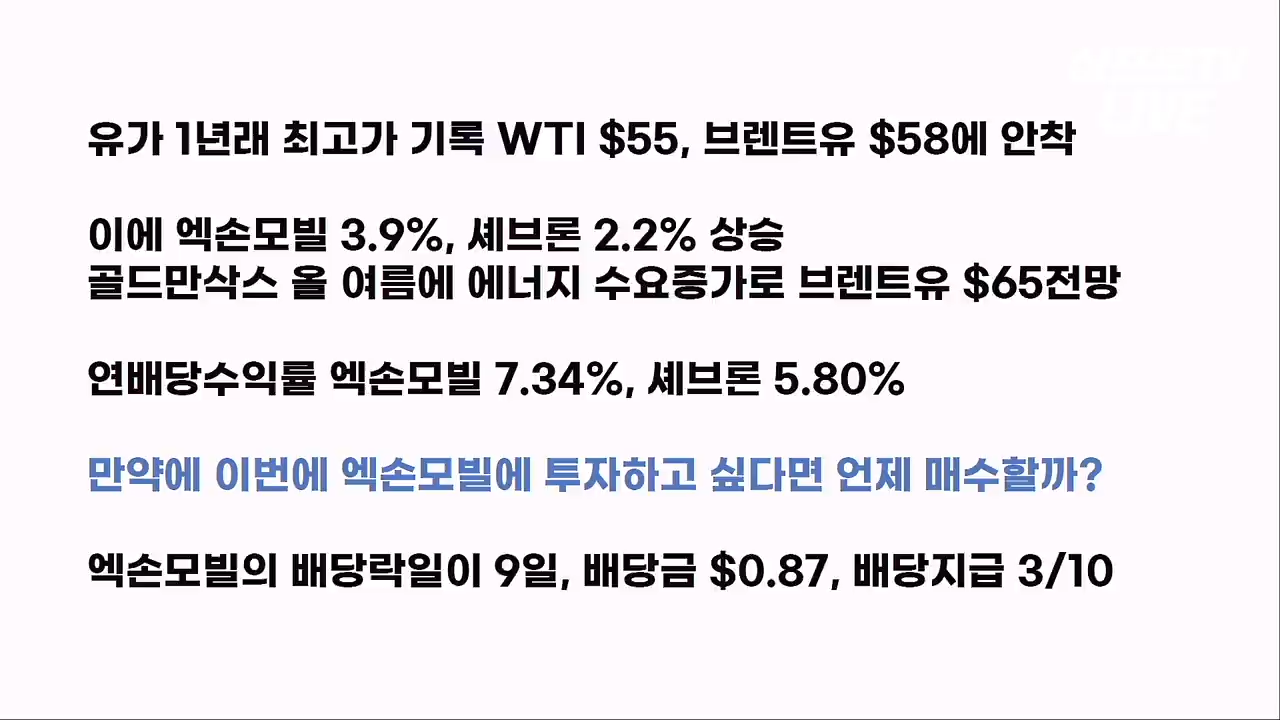 유가 1년래 최고가 기록 WTI $55, 브렌트유 $58에 안착
이에 엑손모빌 3.9%, 셰브론 2.2% 상승
골드만삭스 올 여름에 에너지 수요증가로 브렌트유 $65전망
연배당수익률 엑손모빌 7.34%, 셰브론 5.80%
만약에 이번에 엑손모빌에 투자하고 싶다면 언제 매수할까?
엑손모빌의 배당락일이 9일, 배당금 $0.87, 배당지급 3/10